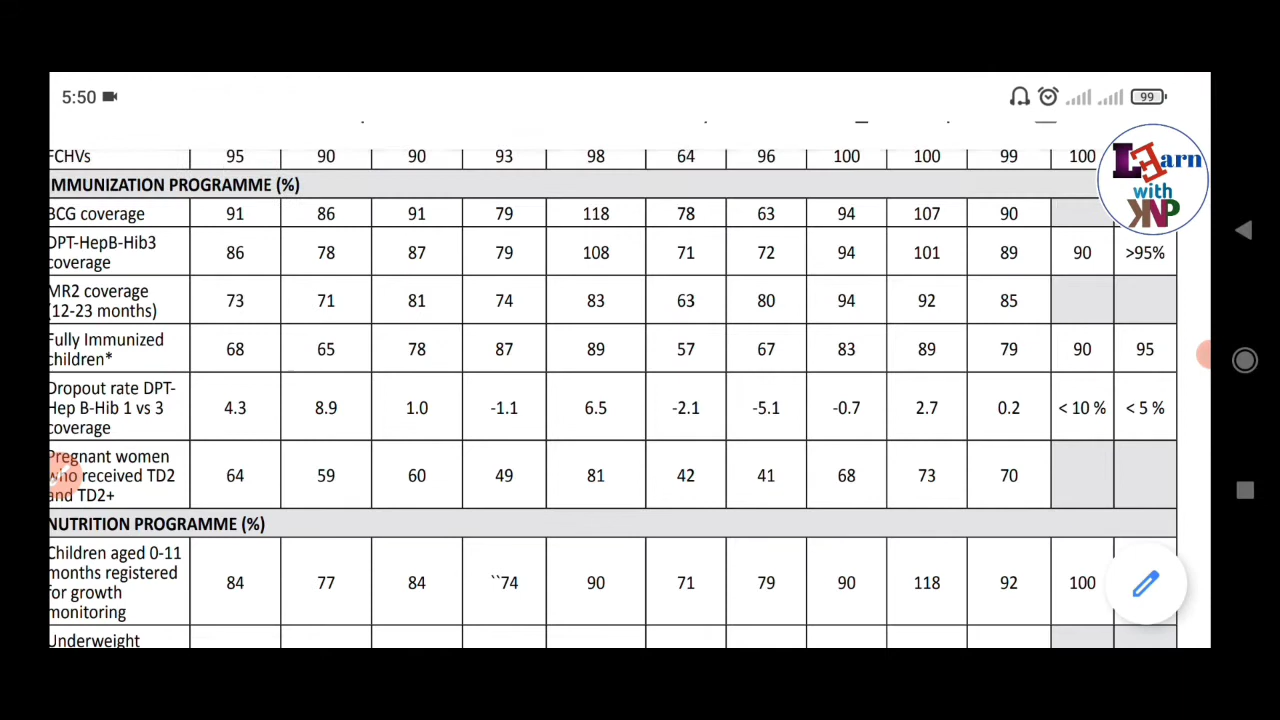 5:50
99
LEarn
with
KNP
FCHVs 95 90 90 93 98 64 96 100 100 99 100
IMMUNIZATION PROGRAMME (%)
BCG coverage 91 86 91 79 118 78 63 94 107 90
DPT-HepB-Hib3
coverage 86 78 87 79 108 71 72 94 101 89 90 >95%
MR2 coverage
(12-23 months) 73 71 81 74 83 63 80 94 92 85
Fully Immunized
children* 68 65 78 87 89 57 67 83 89 79 90 95
Dropout rate DPT-
Hep B-Hib 1 vs 3 4.3 8.9 1.0 -1.1 6.5 -2.1 -5.1 -0.7 2.7 0.2 < 10 % < 5 %
coverage
Pregnant women
who received TD2 64 59 60 49 81 42 41 68 73 70
and TD2+
NUTRITION PROGRAMME (%)
Children aged 0-11
months registered 84 77 84 ``74 90 71 79 90 118 92 100
for growth
monitoring
Underweight